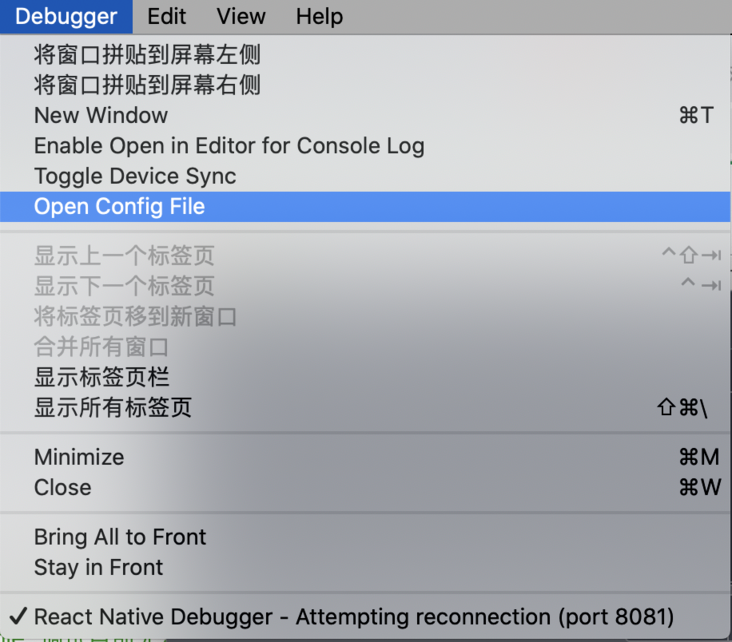 Debugger Edit View Help
将窗口拼贴到屏幕左侧
将窗口拼贴到屏幕右侧
New Window ⌘T
Enable Open in Editor for Console Log
Toggle Device Sync
Open Config File
显示上一个标签页 ^⇧⇥
显示下一个标签页 ^⇥
将标签页移到新窗口
合并所有窗口
显示标签页栏
显示所有标签页 ⇧⌘\
Minimize ⌘M
Close ⌘W
Bring All to Front
Stay in Front
✓ React Native Debugger - Attempting reconnection (port 8081)